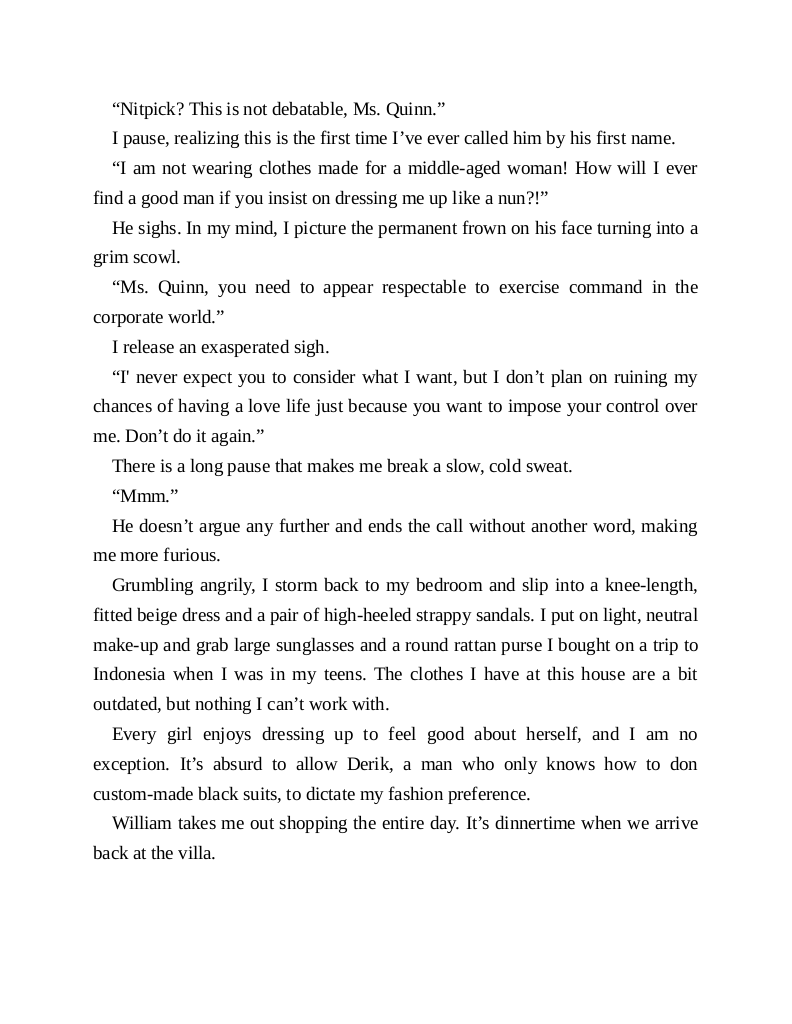 “Nitpick? This is not debatable, Ms. Quinn.”
I pause, realizing this is the first time I’ve ever called him by his first name.
“I am not wearing clothes made for a middle-aged woman! How will I ever
find a good man if you insist on dressing me up like a nun?!”
He sighs. In my mind, I picture the permanent frown on his face turning into a
grim scowl.
“Ms. Quinn, you need to appear respectable to exercise command in the
corporate world.”
I release an exasperated sigh.
“I' never expect you to consider what I want, but I don’t plan on ruining my
chances of having a love life just because you want to impose your control over
me. Don’t do it again.”
There is a long pause that makes me break a slow, cold sweat.
“Mmm.”
He doesn’t argue any further and ends the call without another word, making
me more furious.
Grumbling angrily, I storm back to my bedroom and slip into a knee-length,
fitted beige dress and a pair of high-heeled strappy sandals. I put on light, neutral
make-up and grab large sunglasses and a round rattan purse I bought on a trip to
Indonesia when I was in my teens. The clothes I have at this house are a bit
outdated, but nothing I can’t work with.
Every girl enjoys dressing up to feel good about herself, and I am no
exception. It’s absurd to allow Derik, a man who only knows how to don
custom-made black suits, to dictate my fashion preference.
William takes me out shopping the entire day. It’s dinnertime when we arrive
back at the villa.